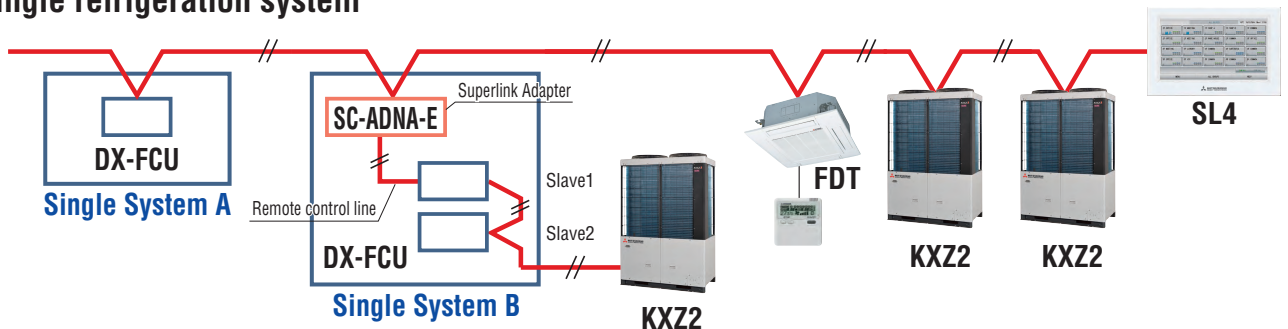 ingle refrigeration system
Superlink Adapter
SC-ADNA-E
SL4
DX-FCU
Slave1
FDT
Single System A
Remote control line
Slave2
DX-FCU
KXZ2
KXZ2
Single System B
KXZ2